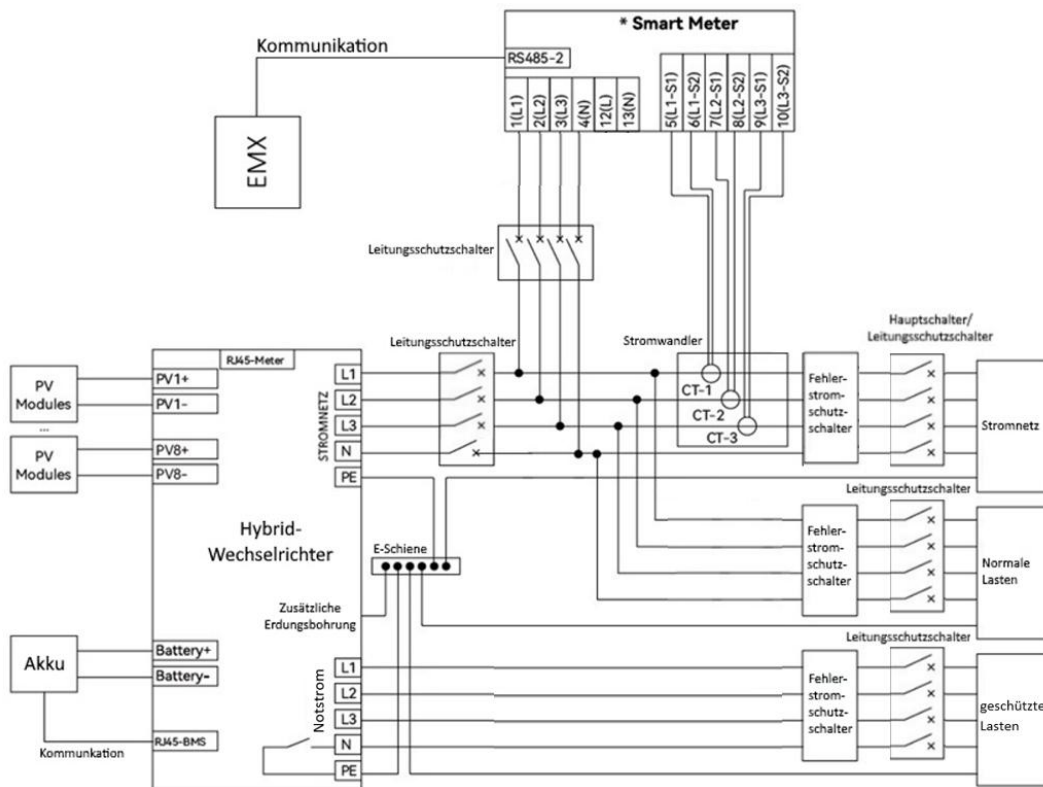 * Smart Meter
Kommunikation
RS485-2
1(L1)
2(L2)
3(L3)
4(N)
12(L)
13(N)
5(L1-S1)
6(L1-S2)
7(L2-S1)
8(L2-S2)
9(L3-S1)
10(L3-S2)
EMX
Leitungsschutzschalter
Leitungsschutzschalter
Stromwandler
Hauptschalter/
Leitungsschutzschalter
RJ45-Meter
PV
Modules
PV1+
PV1-
...
PV
Modules
PV8+
PV8-
STROMNETZ
L1
L2
L3
N
PE
CT-1
CT-2
CT-3
Fehler-
strom-
schutz-
schalter
Stromnetz
Hybrid-
Wechselrichter
E-Schiene
Zusätzliche
Erdungsbohrung
Leitungsschutzschalter
Fehler-
strom-
schutz-
schalter
Normale
Lasten
Akku
Battery+
Battery-
RJ45-BMS
Kommunkation
Notstrom
L1
L2
L3
N
PE
Leitungsschutzschalter
Fehler-
strom-
schutz-
schalter
geschützte
Lasten